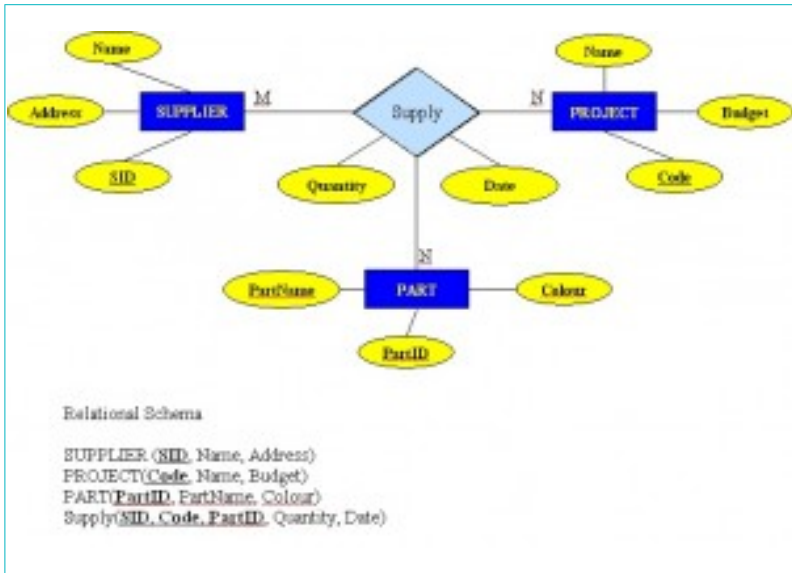 Name
Name
Address
SUPPLIER
M
Supply
N
PROJECT
Budget
SID
Quantity
Date
Code
N
PartName
PART
Colour
PartID
Relational Schema
SUPPLIER (SID, Name, Address)
PROJECT(Code, Name, Budget)
PART(PartID, PartName, Colour)
Supply(SID, Code, PartID, Quantity, Date)